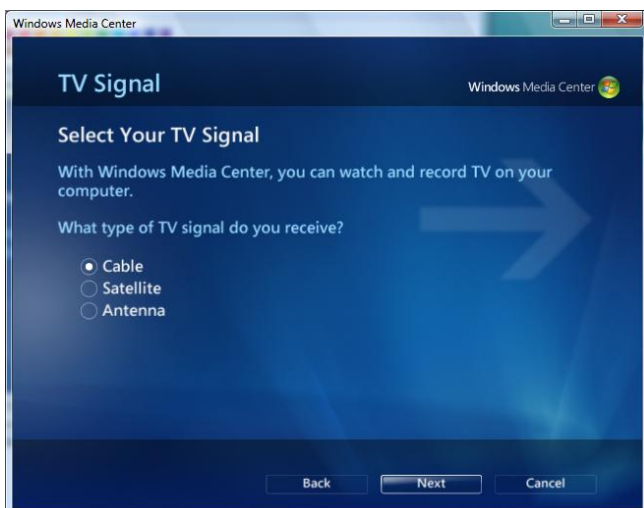 Windows Media Center
TV Signal
Windows Media Center
Select Your TV Signal
With Windows Media Center, you can watch and record TV on your
computer.
What type of TV signal do you receive?
Cable
Satellite
Antenna
Back Next Cancel